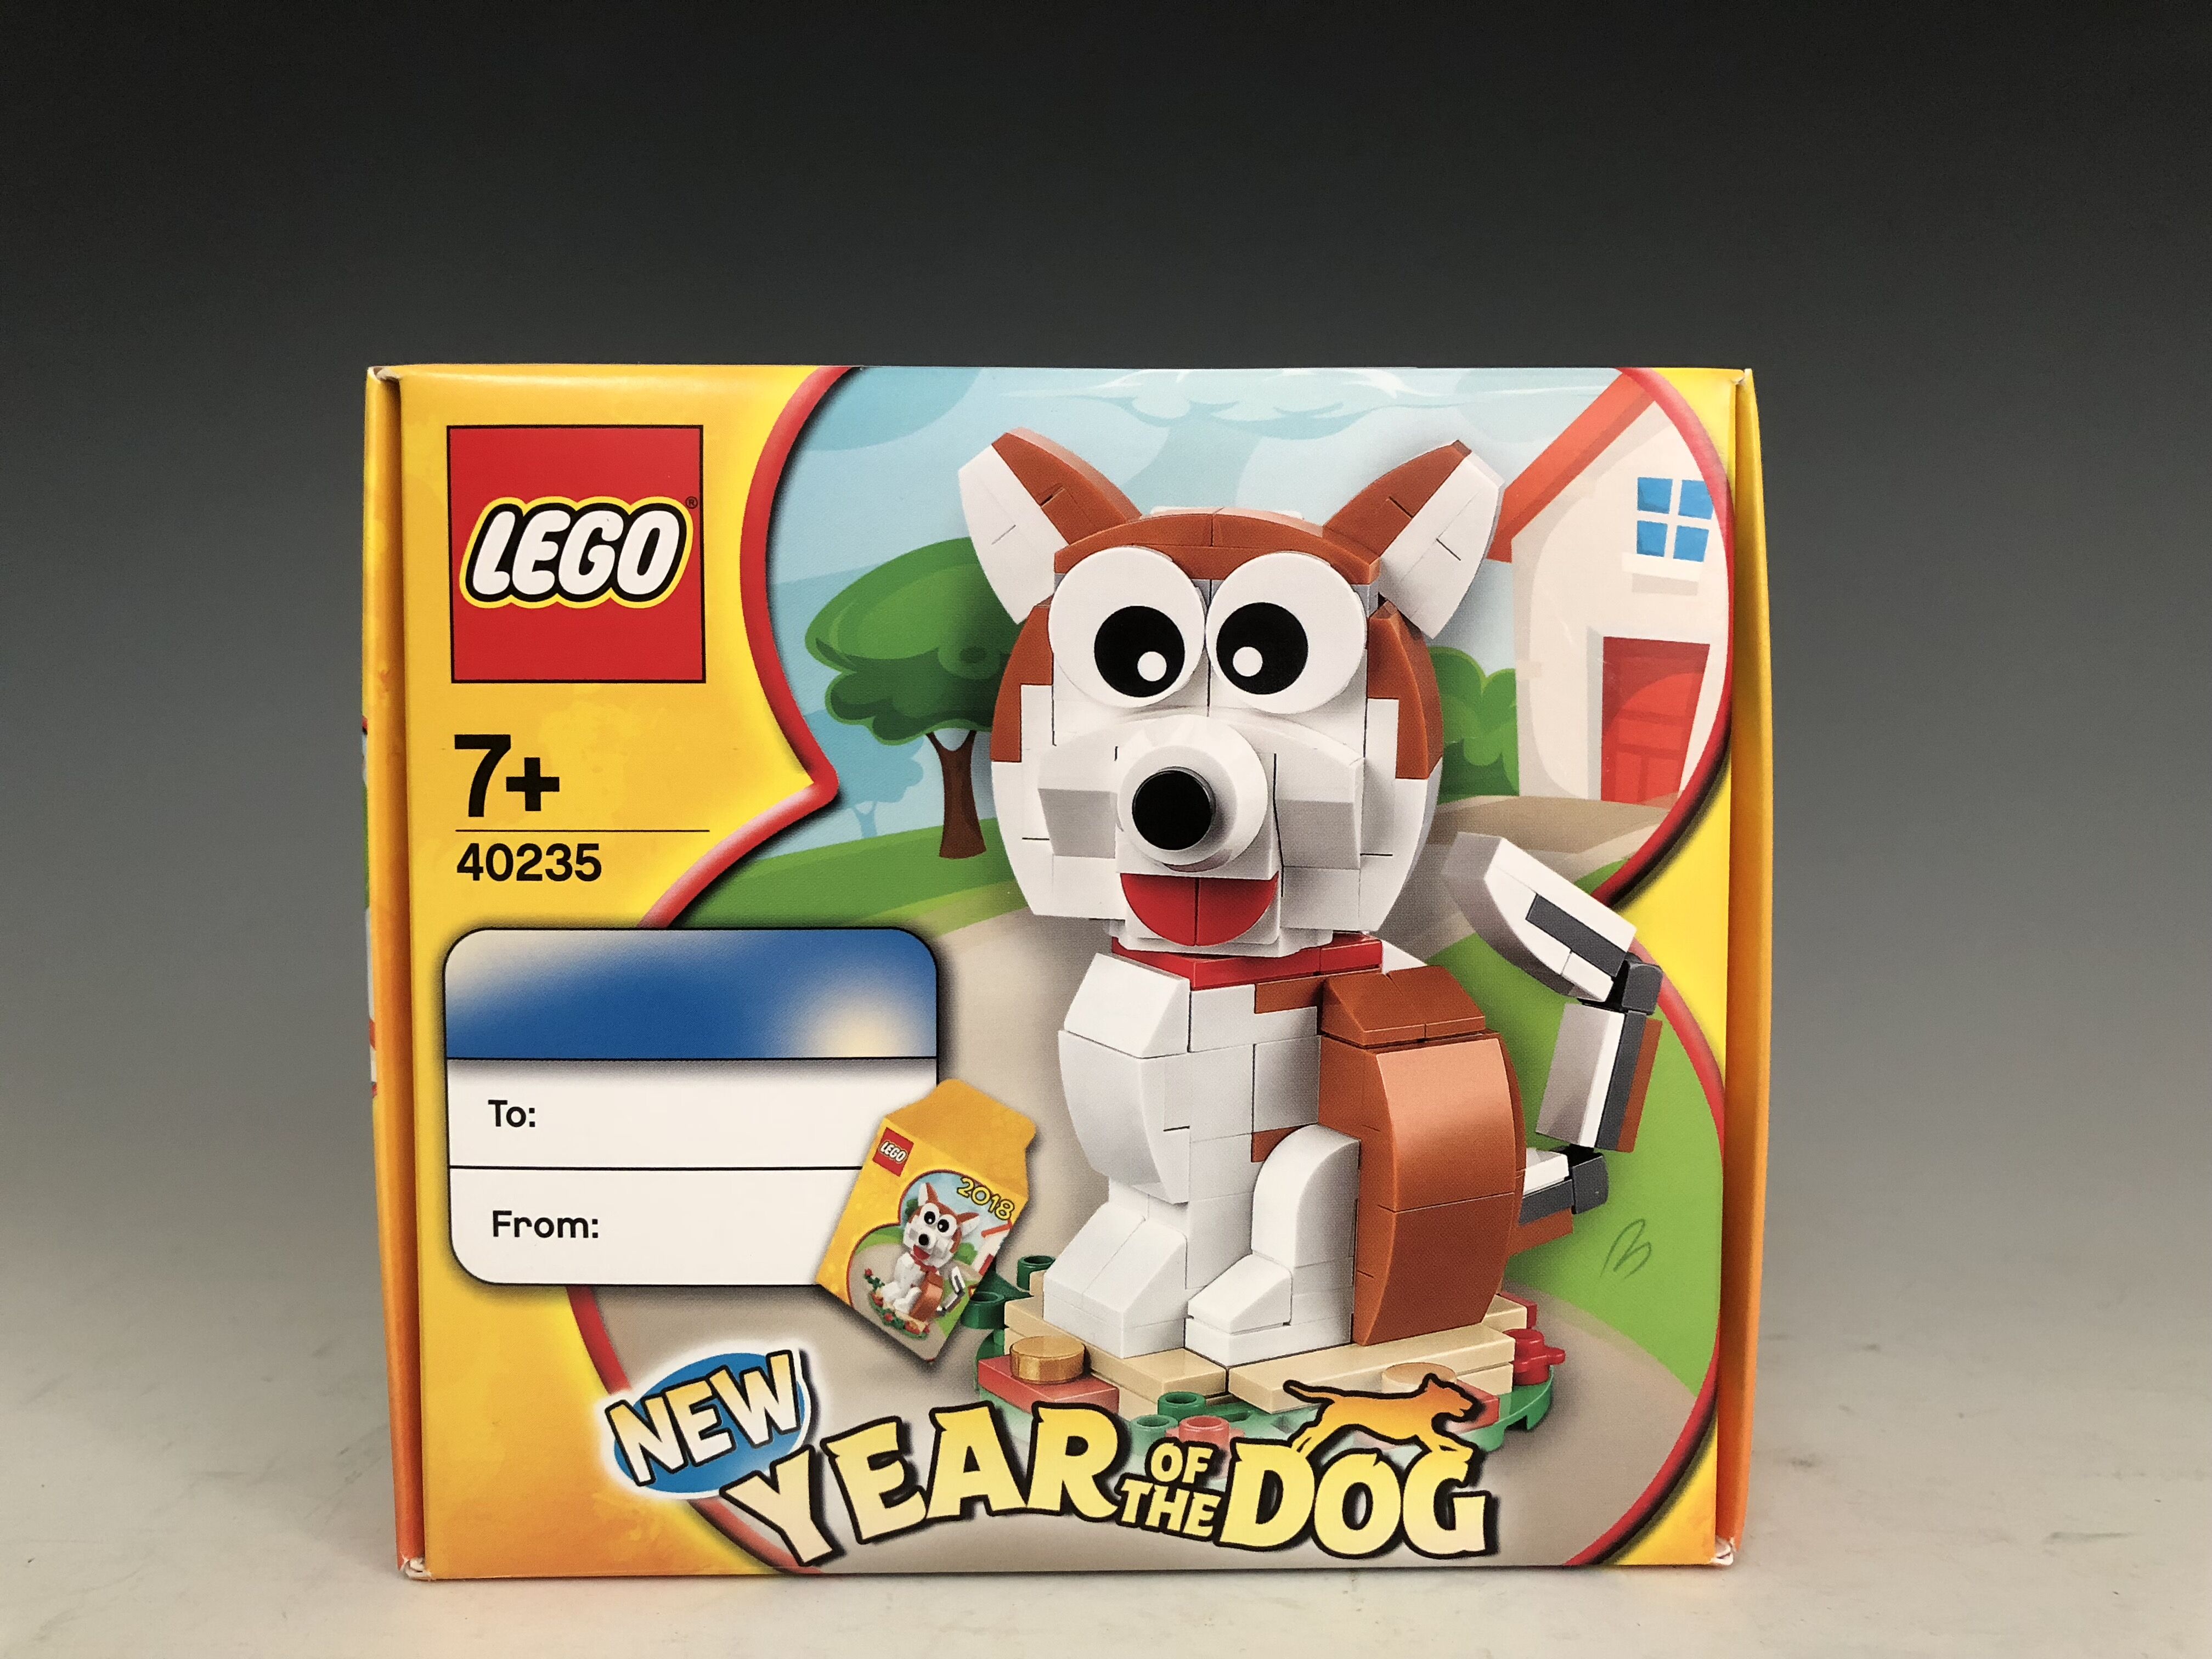 LEGO®
7+
40235
To:
From:
LEGO
2018
NEW
YEAR OF THE DOG